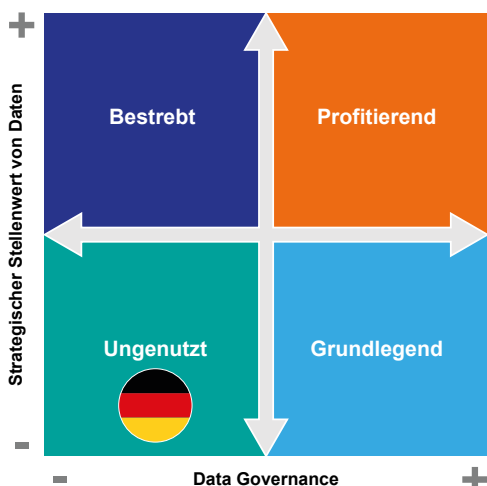 +
Strategischer Stellenwert von Daten
Bestrebt
Profitierend
Ungenutzt
Grundlegend
-
-
Data Governance
+